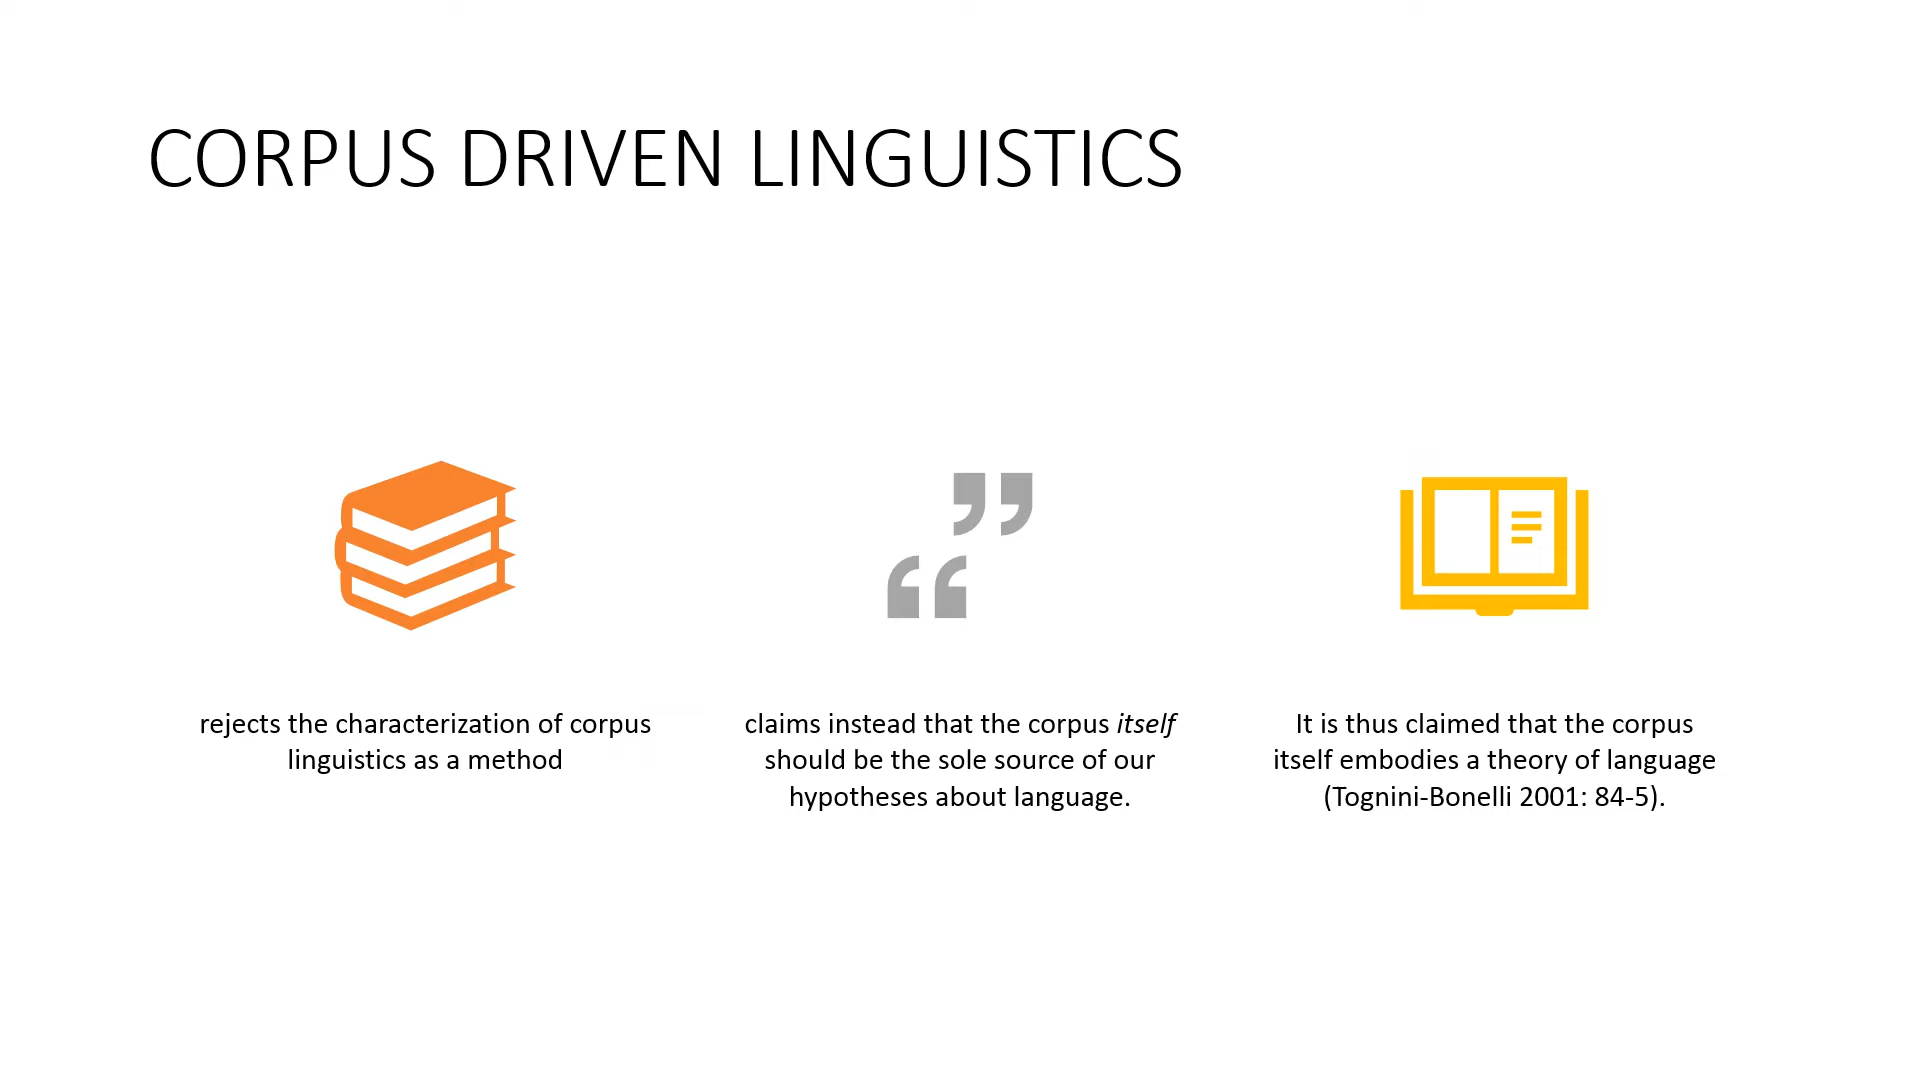 CORPUS DRIVEN LINGUISTICS
rejects the characterization of corpus
linguistics as a method
claims instead that the corpus itself
should be the sole source of our
hypotheses about language.
It is thus claimed that the corpus
itself embodies a theory of language
(Tognini-Bonelli 2001: 84-5).